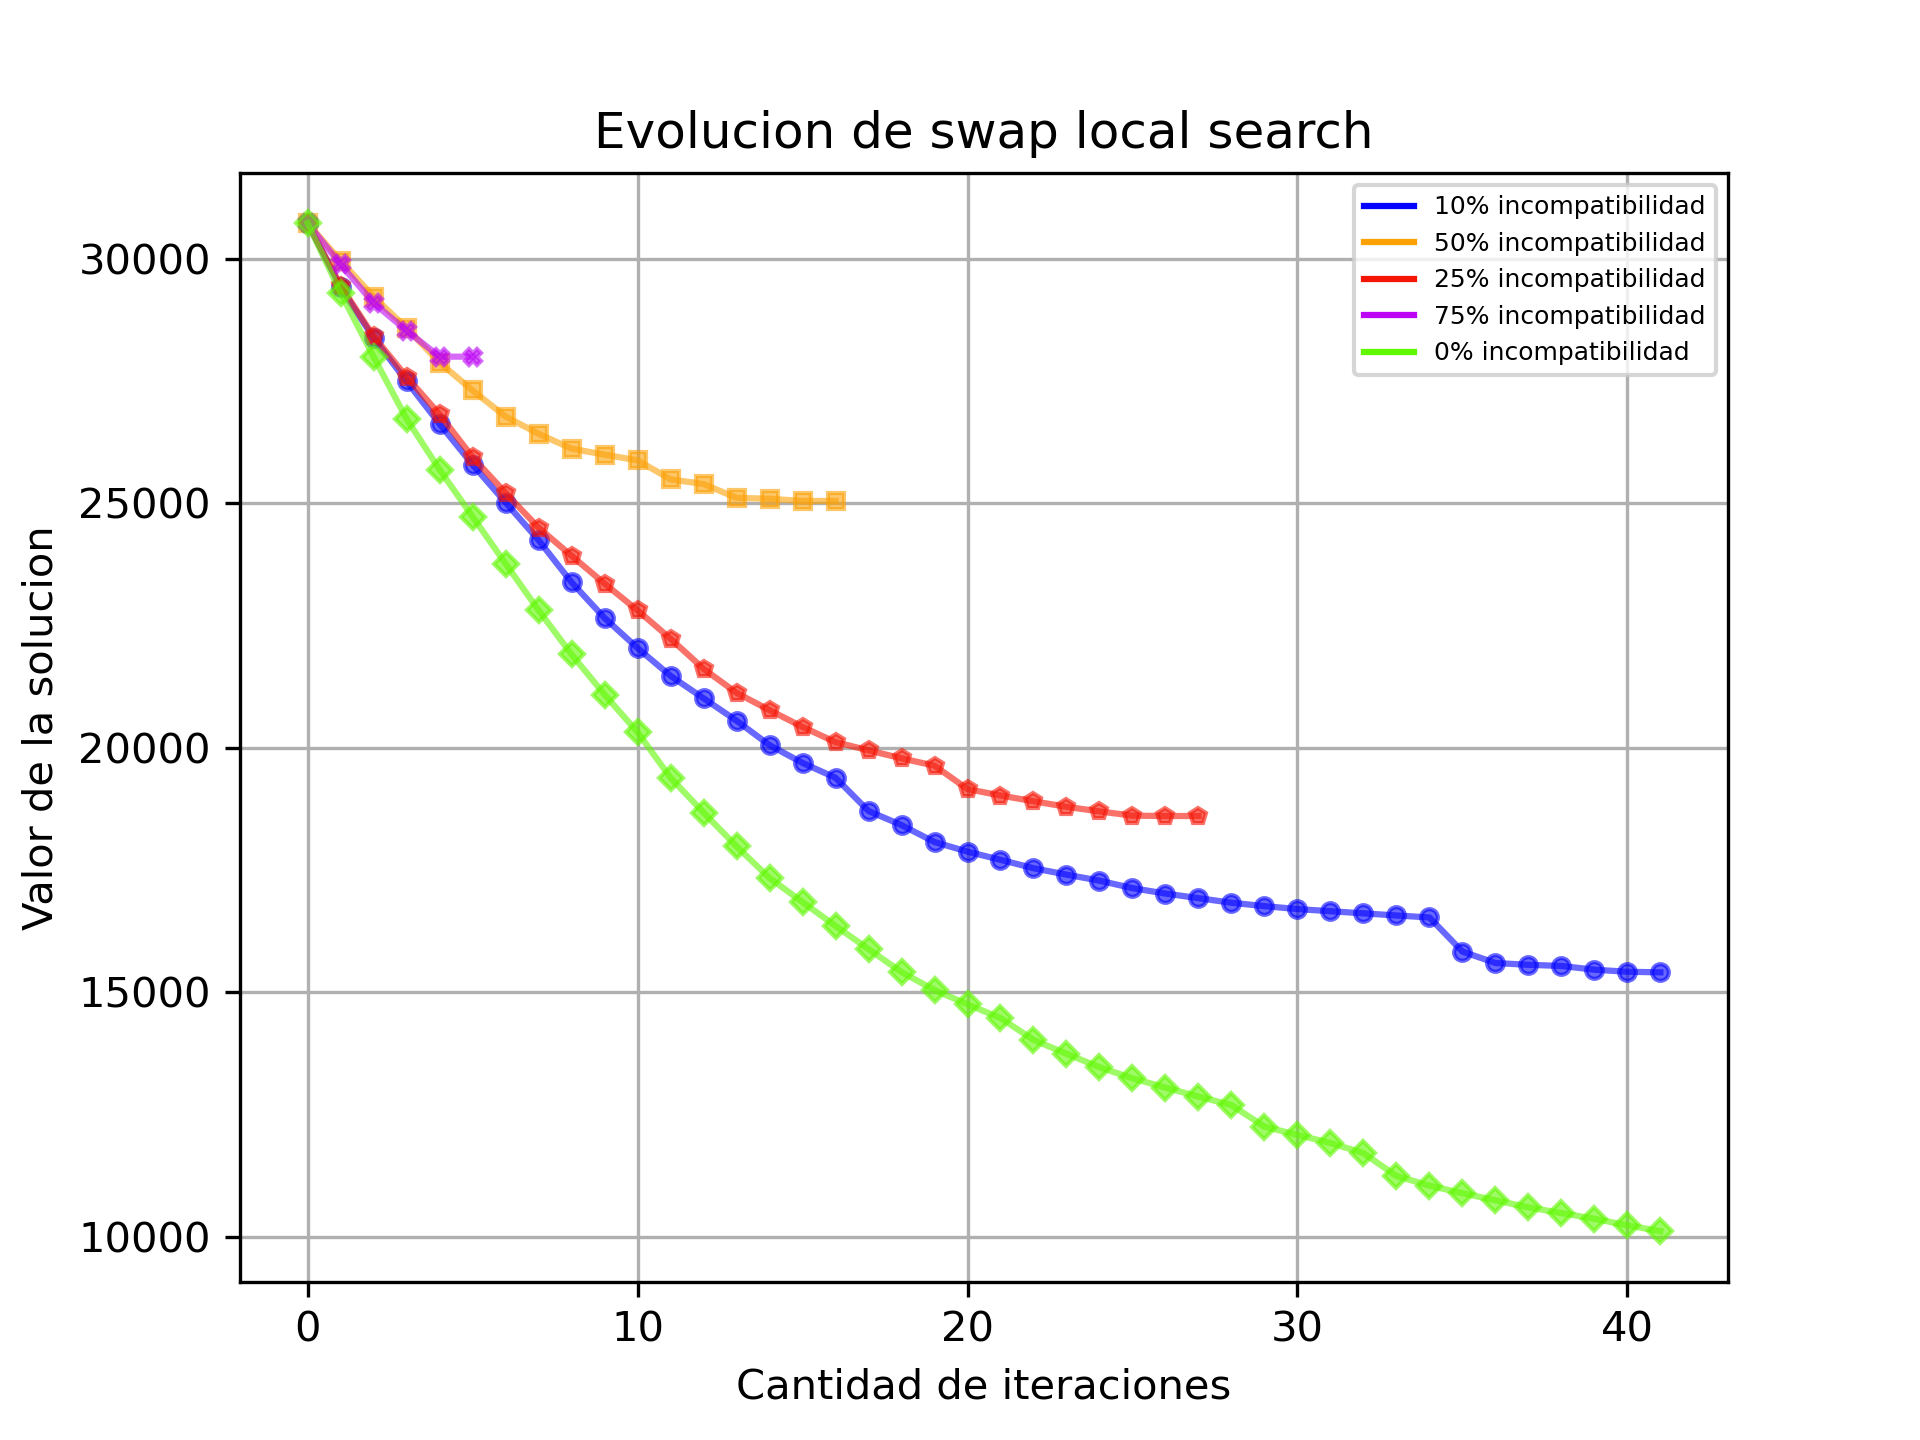 Evolucion de swap local search
10% incompatibilidad
50% incompatibilidad
25% incompatibilidad
75% incompatibilidad
0% incompatibilidad
Valor de la solucion
30000
25000
20000
15000
10000
0 10 20 30 40
Cantidad de iteraciones